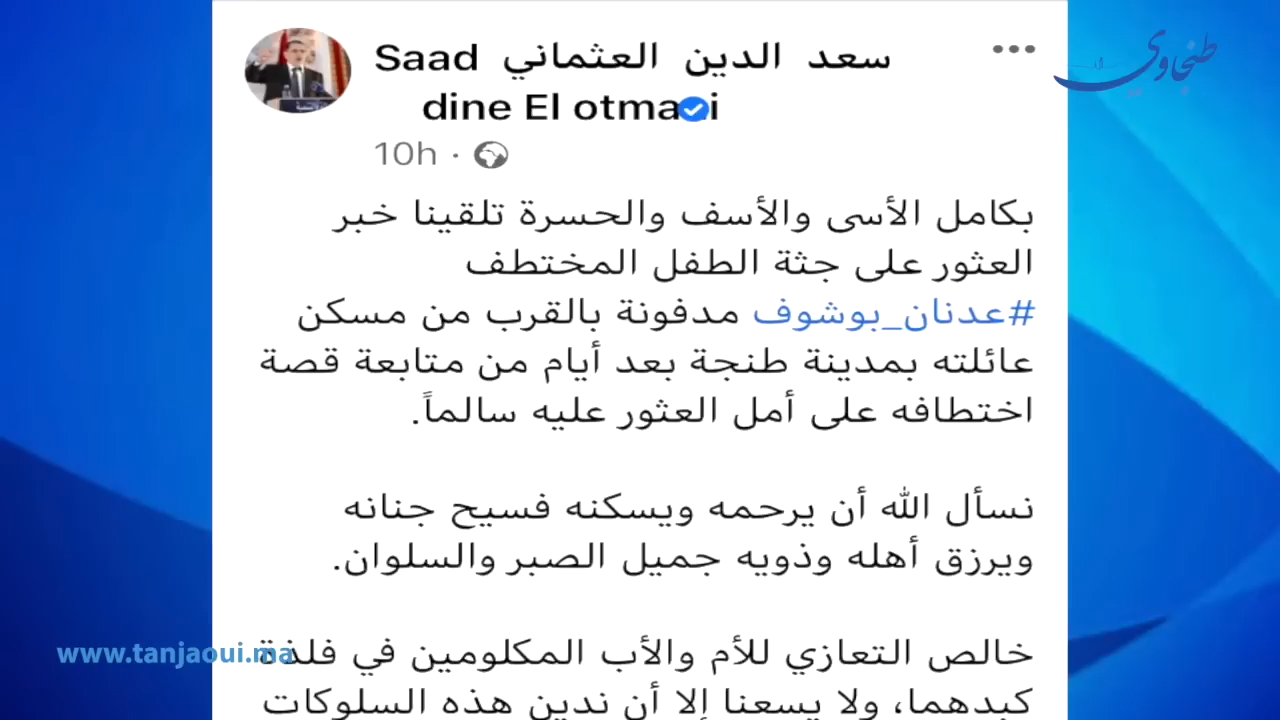 سعد الدين العثماني Saad
dine El otma i
10h ·
طنجاوي
بكامل الأسى والأسف والحسرة تلقينا خبر
العثور على جثة الطفل المختطف
#عدنان_بوشوف مدفونة بالقرب من مسكن
عائلته بمدينة طنجة بعد أيام من متابعة قصة
اختطافه على أمل العثور عليه سالماً.
نسأل الله أن يرحمه ويسكنه فسيح جنانه
ويرزق أهله وذويه جميل الصبر والسلوان.
خالص التعازي للأم والأب المكلومين في فلذة
كبدهما، ولا يسعنا إلا أن ندين هذه السلوكات
www.tanjaoui.ma